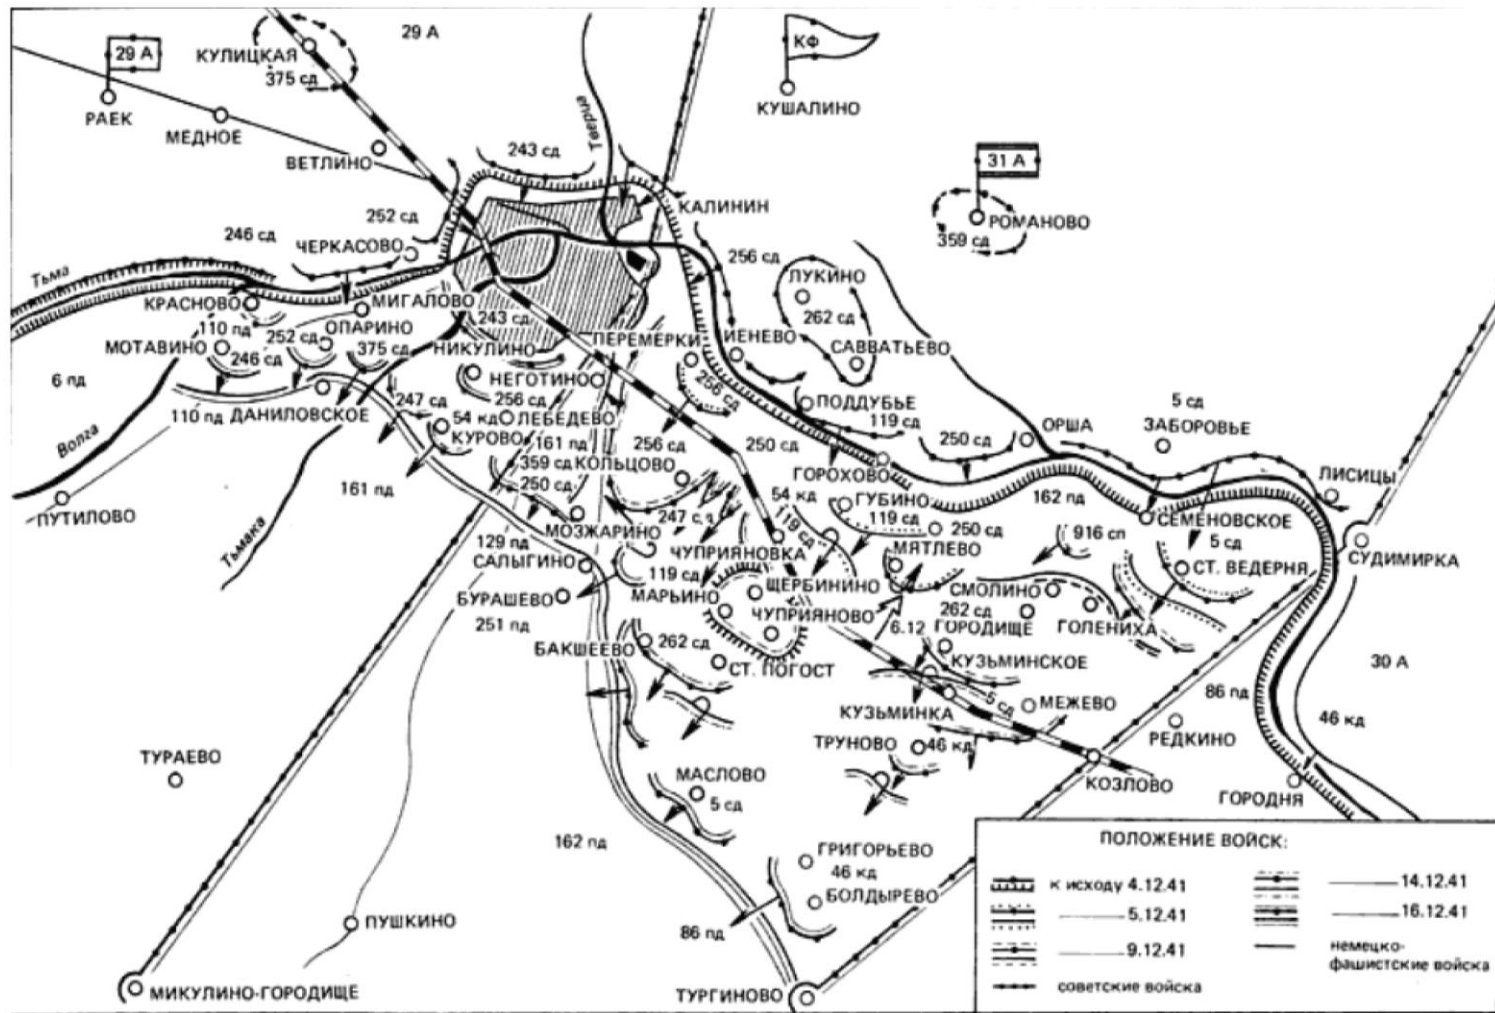 29 А
КУЛИЦКАЯ
375 сд
29 А
РАЕК
МЕДНОЕ
ВЕТЛИНО
КФ
КУШАЛИНО
Тверца
243 сд
31 А
РОМАНОВО
359 сд
КАЛИНИН
252 сд
246 сд
ЧЕРКАСОВО
256 сд
ЛУКИНО
262 сд
САВВАТЬЕВО
Тьма
КРАСНОВО
МИГАЛОВО
110 пд
ОПАРИНО
252 сд
243 сд
ПЕРЕМЕРКИ
ИЕНЕВО
МОТАВИНО
246 сд
375 сд
НИКУЛИНО
6 пд
НЕГОТИНО
256 сд
110 пд
ДАНИЛОВСКОЕ
247 сд
256 сд
ПОДДУБЬЕ
119 сд
5 сд
54 кд
ЛЕБЕДЕВО
КУРОВО
161 пд
256 сд
250 сд
250 сд
ОРША
ЗАБОРОВЬЕ
Волга
359 сд
КОЛЬЦОВО
ГОРОХОВО
ЛИСИЦЫ
161 пд
250 сд
54 кд
ГУБИНО
162 пд
ПУТИЛОВО
Тьмака
МОЗЖАРИНО
247 сд
119 сд
119 сд
250 сд
916 сп
СЕМЕНОВСКОЕ
5 сд
129 пд
САЛЫГИНО
ЧУПРИЯНОВКА
МЯТЛЕВО
СТ. ВЕДЕРНЯ
СУДИМИРКА
119 сд
ЩЕРБИНИНО
СМОЛИНО
БУРАШЕВО
МАРЬИНО
ЧУПРИЯНОВО
262 сд
251 пд
6.12
ГОРОДИЩЕ
ГОЛЕНИХА
БАКШЕЕВО
262 сд
СТ. ПОГОСТ
КУЗЬМИНСКОЕ
30 А
86 пд
КУЗЬМИНКА
5 сд
МЕЖЕВО
46 кд
ТРУНОВО
46 кд
РЕДКИНО
ТУРАЕВО
МАСЛОВО
5 сд
КОЗЛОВО
ГОРОДНЯ
162 пд
ГРИГОРЬЕВО
46 кд
БОЛДЫРЕВО
86 пд
ПУШКИНО
МИКУЛИНО-ГОРОДИЩЕ
ТУРГИНОВО
ПОЛОЖЕНИЕ ВОЙСК:
к исходу 4.12.41
5.12.41
9.12.41
советские войска
14.12.41
16.12.41
немецко-
фашистские войска